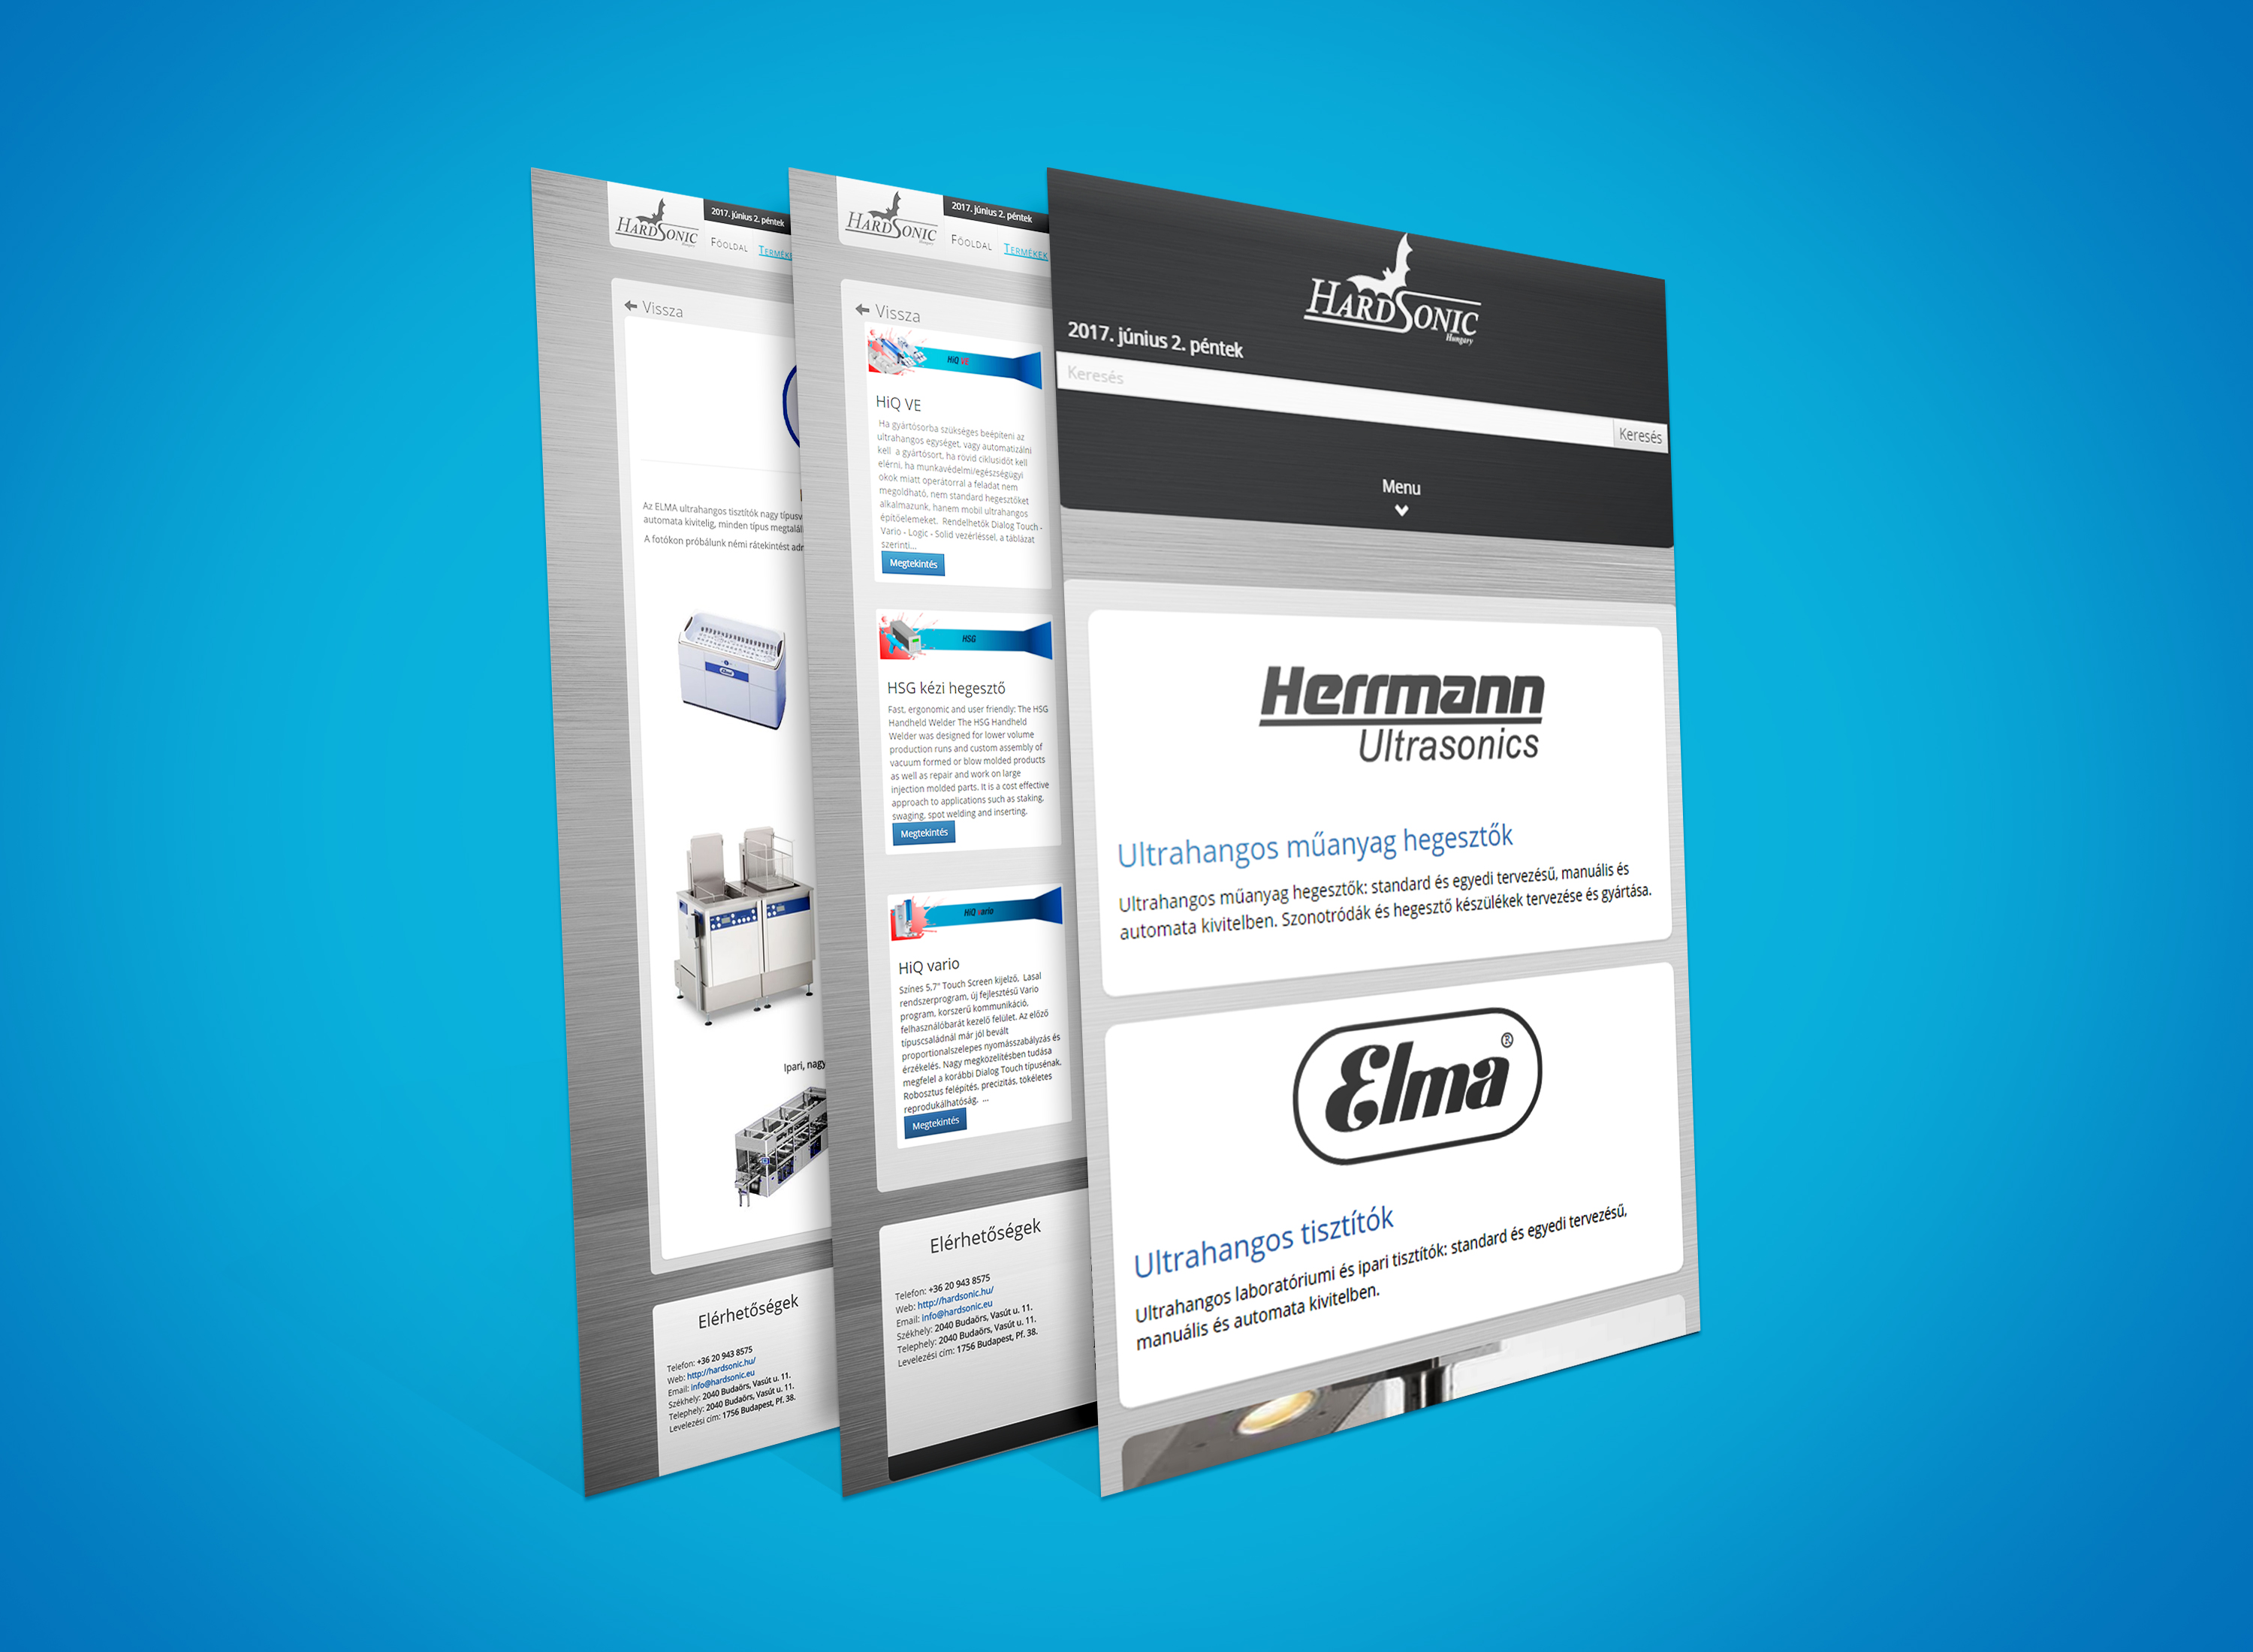 HARDSONIC
Hungary
2017. június 2. péntek
FŐOLDAL
Vissza
Az ELMA ultrahangos tisztítók nagy
automata kivitelig, minden típus
A fotókon próbálunk némi rátekintést
Elma
Ipari,
Elérhetőségek
Telefon: +36 20 943 8575
Web: http://hardsonic.hu/
Email: info@hardsonic.eu
Székhely: 2040 Budaörs, Vasút u. 11.
Telephely: 2040 Budaörs, Vasút u. 11.
Levelezési cím: 1756 Budapest, Pf. 38.
HARDSONIC
Hungary
2017. június 2. péntek
FŐOLDAL
TERMÉKEK
Vissza
HiQ VE
HiQ VE
Ha gyártósorba szükséges beépíteni az
ultrahangos egységet, vagy automatizálni
kell a gyártósort, ha rövid ciklusidőt kell
elérni, ha munkavédelmi/egészségügyi
okok miatt operátorral a feladat nem
megoldható, nem standard hegesztőket
alkalmazunk, hanem mobil ultrahangos
építőelemeket. Rendelhetők Dialog Touch -
Vario - Logic - Solid vezérléssel, a táblázat
szerinti...
Megtekintés
HSG
HSG kézi hegesztő
Fast, ergonomic and user friendly: The HSG
Handheld Welder The HSG Handheld
Welder was designed for lower volume
production runs and custom assembly of
vacuum formed or blow molded products
as well as repair and work on large
injection molded parts. It is a cost effective
approach to applications such as staking,
swaging, spot welding and inserting.
Megtekintés
HiQ vario
HiQ vario
Színes 5,7" Touch Screen kijelző, Lasal
rendszerprogram, új fejlesztésű Vario
program, korszerű kommunikáció,
felhasználóbarát kezelő felület. Az előző
típuscsaládnál már jól bevált
proportionalszelepes nyomásszabályzás és
érzékelés. Nagy megközelítésben tudása
megfelel a korábbi Dialog Touch típusénak.
Robosztus felépítés, precizitás, tökéletes
reprodukálhatóság, ...
Megtekintés
Elérhetőségek
Telefon: +36 20 943 8575
Web: http://hardsonic.hu/
Email: info@hardsonic.eu
Székhely: 2040 Budaörs, Vasút u. 11.
Telephely: 2040 Budaörs, Vasút u. 11.
Levelezési cím: 1756 Budapest, Pf. 38.
HARDSONIC
Hungary
2017. június 2. péntek
Keresés
Keresés
Menu
Herrmann
Ultrasonics
Ultrahangos műanyag hegesztők
Ultrahangos műanyag hegesztők: standard és egyedi tervezésű, manuális és
automata kivitelben. Szonotródák és hegesztő készülékek tervezése és gyártása.
Elma®
Ultrahangos tisztítók
Ultrahangos laboratóriumi és ipari tisztítók: standard és egyedi tervezésű,
manuális és automata kivitelben.